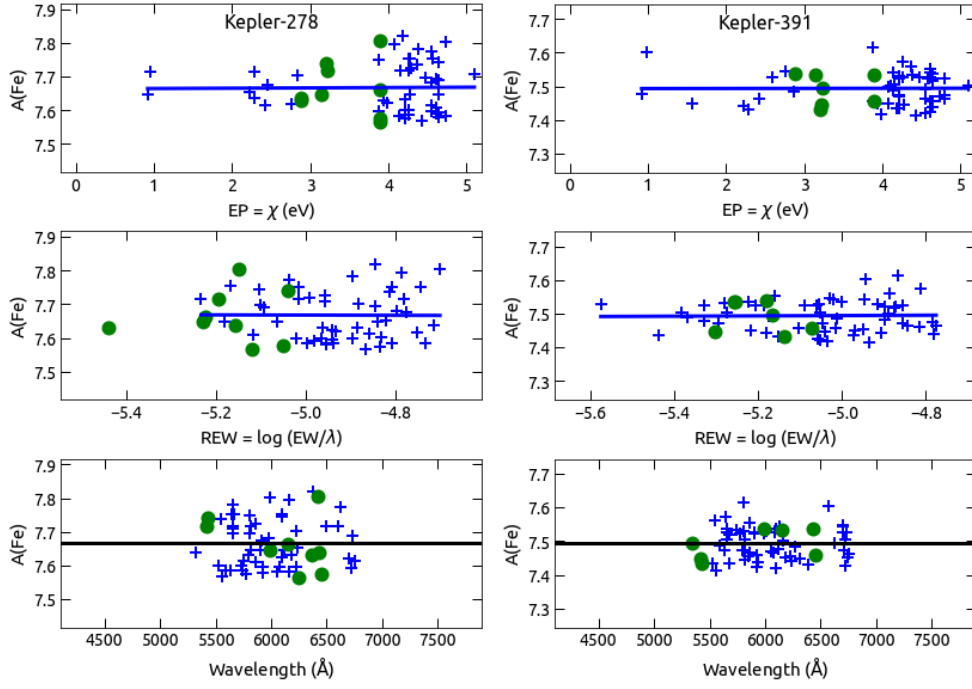 Kepler-278
A(Fe)
7.8
7.7
7.6
7.5
0 1 2 3 4 5
EP = χ (eV)
Kepler-391
A(Fe)
7.7
7.6
7.5
7.4
7.3
0 1 2 3 4 5
EP = χ (eV)
A(Fe)
7.9
7.8
7.7
7.6
7.5
−5.4 −5.2 −5.0 −4.8
REW = log (EW/λ)
A(Fe)
7.7
7.6
7.5
7.4
7.3
−5.6 −5.4 −5.2 −5.0 −4.8
REW = log (EW/λ)
A(Fe)
7.9
7.8
7.7
7.6
7.5
4500 5000 5500 6000 6500 7000 7500
Wavelength (Å)
A(Fe)
7.7
7.6
7.5
7.4
7.3
4500 5000 5500 6000 6500 7000 7500
Wavelength (Å)